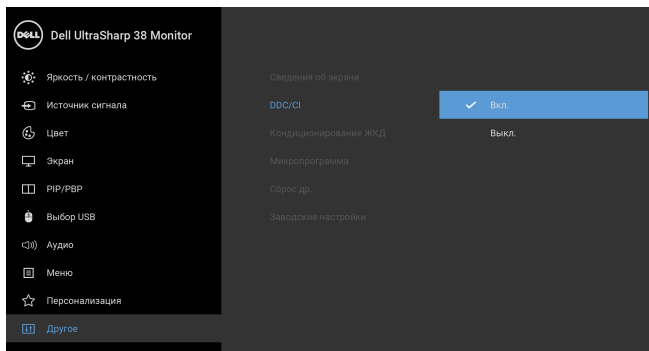 DELL Dell UltraSharp 38 Monitor
Яркость / контрастность
Сведения об экране
Источник сигнала
DDC/CI
Вкл.
Цвет
Кондиционирование ЖКД
Выкл.
Экран
Микропрограмма
PIP/PBP
Сброс др.
Выбор USB
Заводские настройки
Аудио
Меню
Персонализация
Другое